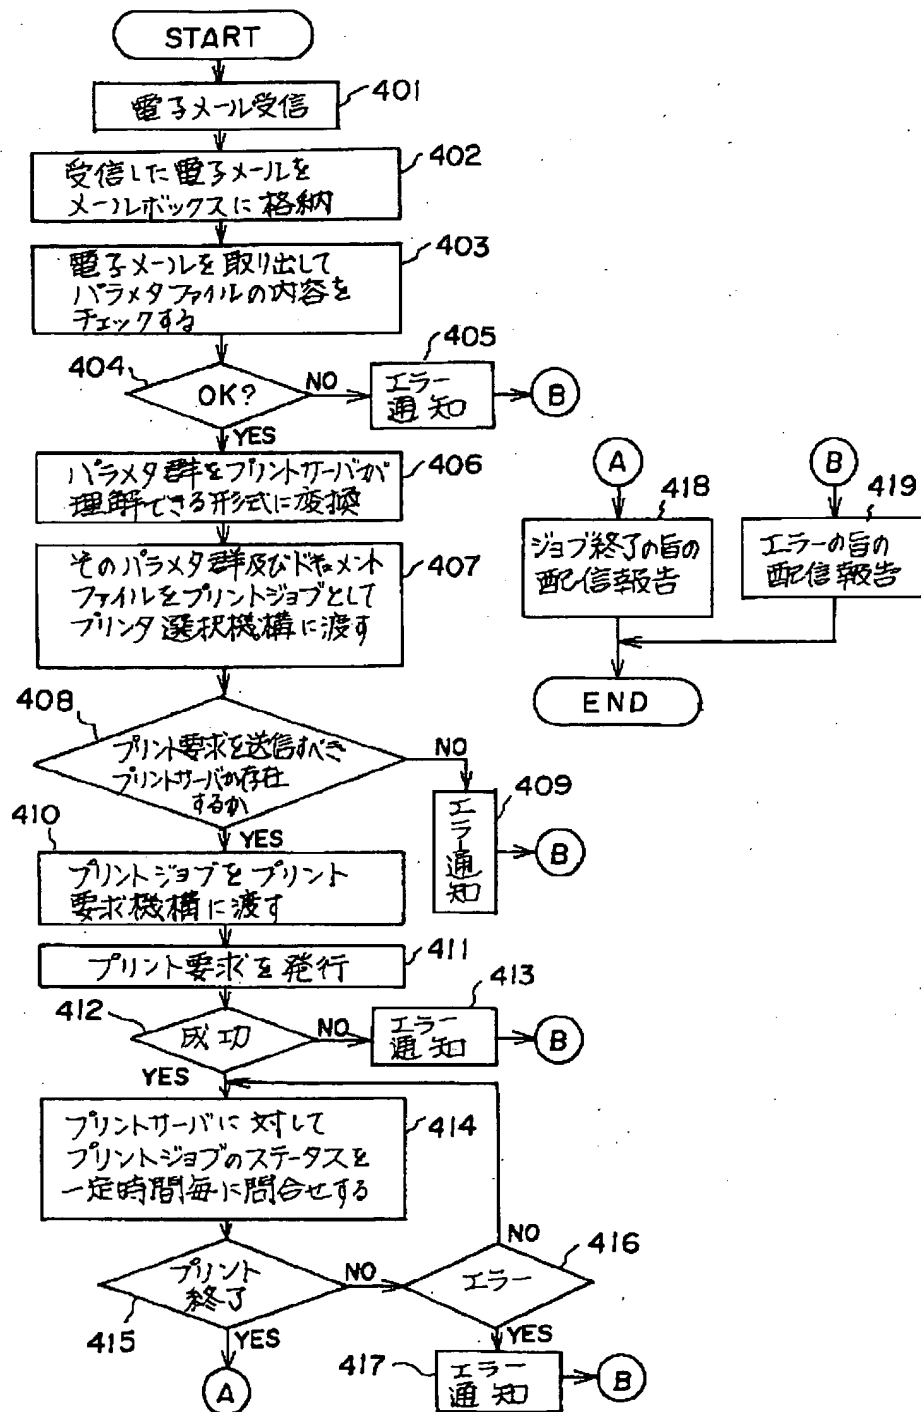 START
401
電子メール受信
402
受信した電子メールを
メールボックスに格納
403
電子メールを取り出して
パラメタファイルの内容を
チェックする
404
OK?
NO
405
エラー
通知
B
YES
406
パラメタ群をプリントサーバが
理解できる形式に変換
407
そのパラメタ群及びドキュメント
ファイルをプリントジョブとして
プリンタ選択機構に渡す
408
プリント要求を送信すべき
プリントサーバが存在
するか
NO
409
エラー通知
B
YES
410
プリントジョブをプリント
要求機構に渡す
411
プリント要求を発行
412
成功
NO
413
エラー
通知
B
YES
414
プリントサーバに対して
プリントジョブのステータスを
一定時間毎に問合せする
415
プリント
終了
NO
416
エラー
NO
YES
417
エラー
通知
B
YES
A
A
418
ジョブ終了の旨の
配信報告
B
419
エラーの旨の
配信報告
END